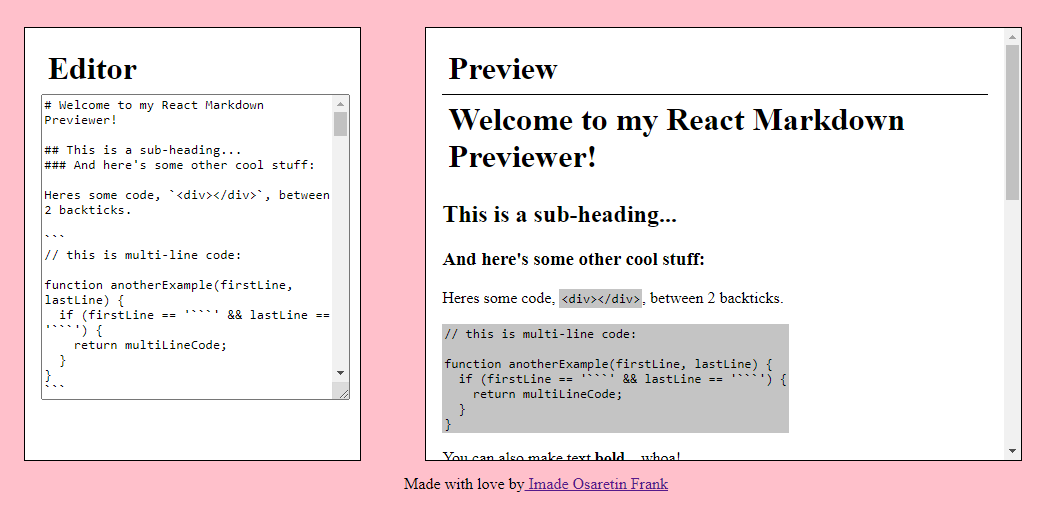 Editor
# Welcome to my React Markdown
Previewer!
## This is a sub-heading...
### And here's some other cool stuff:
Heres some code, `<div></div>`, between
2 backticks.
```
// this is multi-line code:
function anotherExample(firstLine,
lastLine) {
  if (firstLine == '```' && lastLine ==
'```') {
    return multiLineCode;
  }
}
```
Preview
Welcome to my React Markdown
Previewer!
This is a sub-heading...
And here's some other cool stuff:
Heres some code, <div></div>, between 2 backticks.
// this is multi-line code:
function anotherExample(firstLine, lastLine) {
  if (firstLine == '```' && lastLine == '```') {
    return multiLineCode;
  }
}
You can also make text bold... whoa!
Made with love by Imade Osaretin Frank